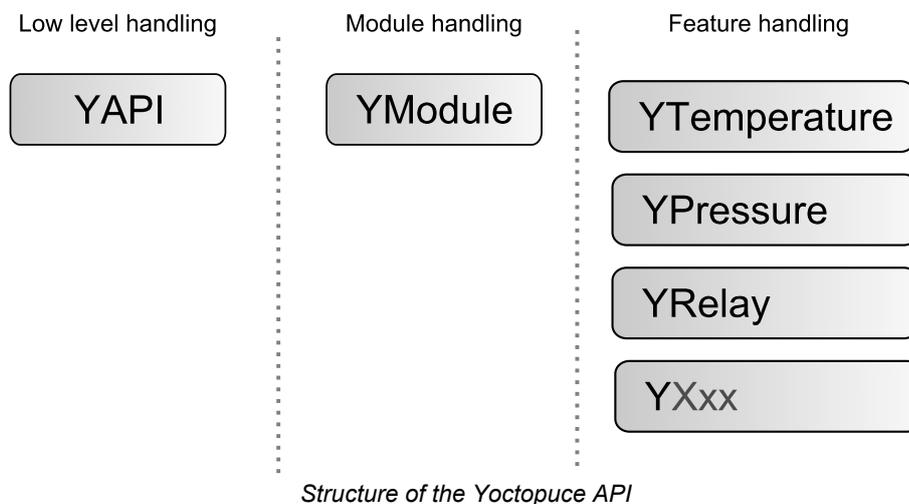 Low level handling
Module handling
Feature handling
YAPI
YModule
YTemperature
YPressure
YRelay
YXxx
Structure of the Yoctopuce API